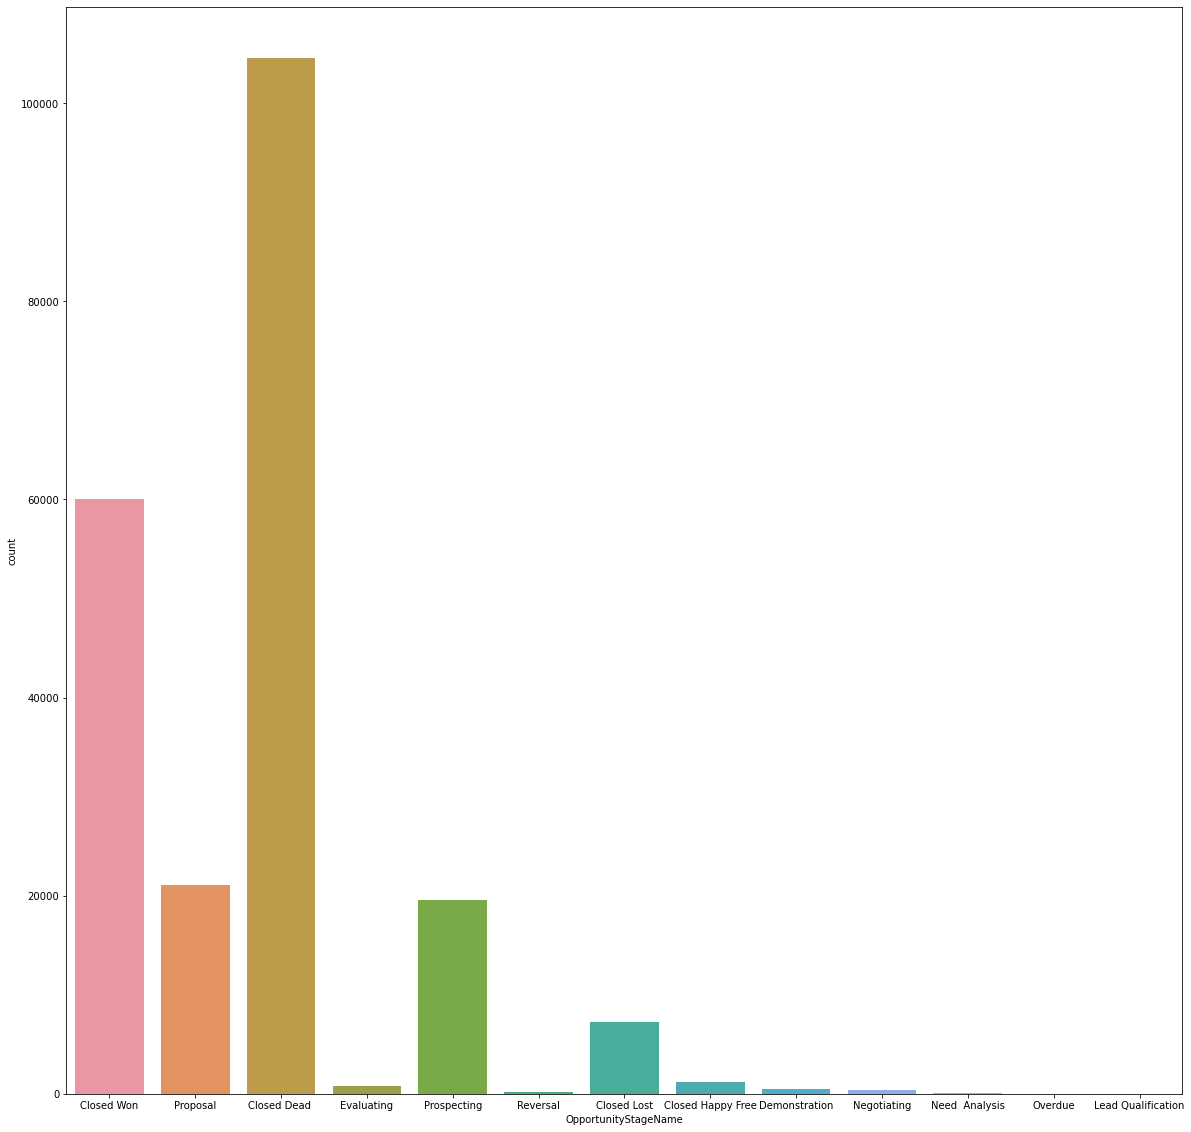 100000
80000
60000
40000
20000
0
count
Closed Won Proposal Closed Dead Evaluating Prospecting Reversal Closed Lost Closed Happy Free Demonstration Negotiating Need  Analysis Overdue Lead Qualification
OpportunityStageName